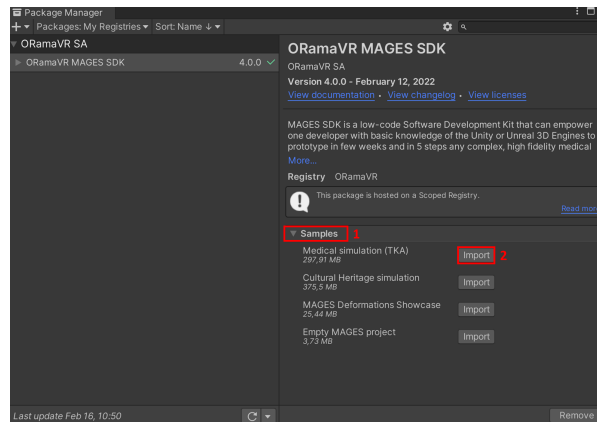 Package Manager
Packages: My Registries Sort: Name ↓
ORamaVR SA
ORamaVR MAGES SDK 4.0.0
ORamaVR MAGES SDK
ORamaVR SA
Version 4.0.0 - February 12, 2022
View documentation • View changelog • View licenses
MAGES SDK is a low-code Software Development Kit that can empower
one developer with basic knowledge of the Unity or Unreal 3D Engines to
prototype in few weeks and in 5 steps any complex, high fidelity medical
More...
Registry ORamaVR
This package is hosted on a Scoped Registry.
Read more
Samples 1
Medical simulation (TKA)
297,91 MB
Import 2
Cultural Heritage simulation
375,5 MB
Import
MAGES Deformations Showcase
25,44 MB
Import
Empty MAGES project
3,73 MB
Import
Last update Feb 16, 10:50
Remove